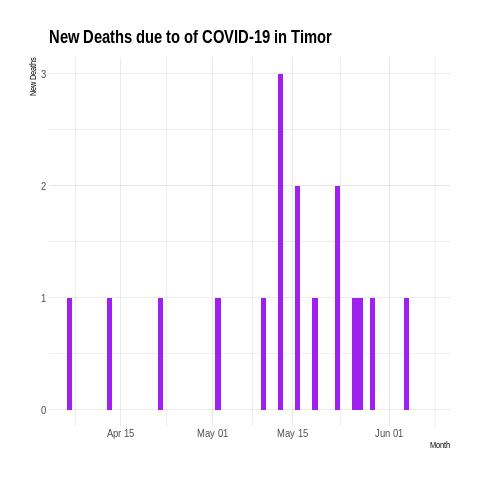 New Deaths due to of COVID-19 in Timor
New Deaths
3
2
1
0
Apr 15 May 01 May 15 Jun 01
Month